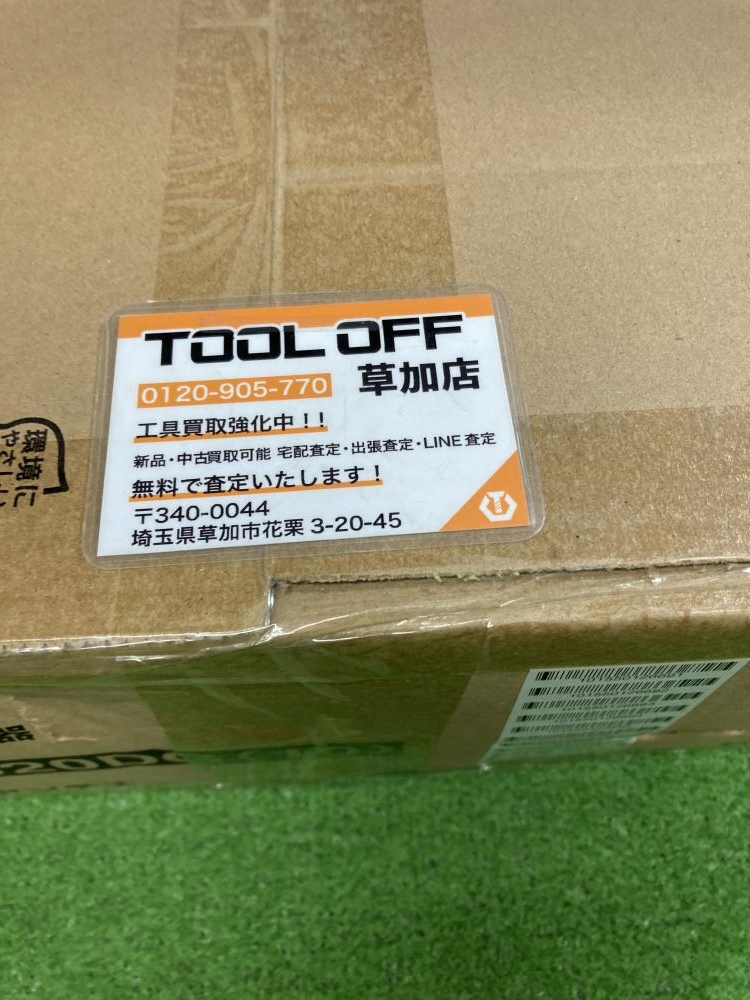 TOOL OFF
0120-905-770 草加店
工具買取強化中！！
新品・中古買取可能 宅配査定・出張査定・LINE査定
無料で査定いたします！
〒340-0044
埼玉県草加市花栗 3-20-45
環境に